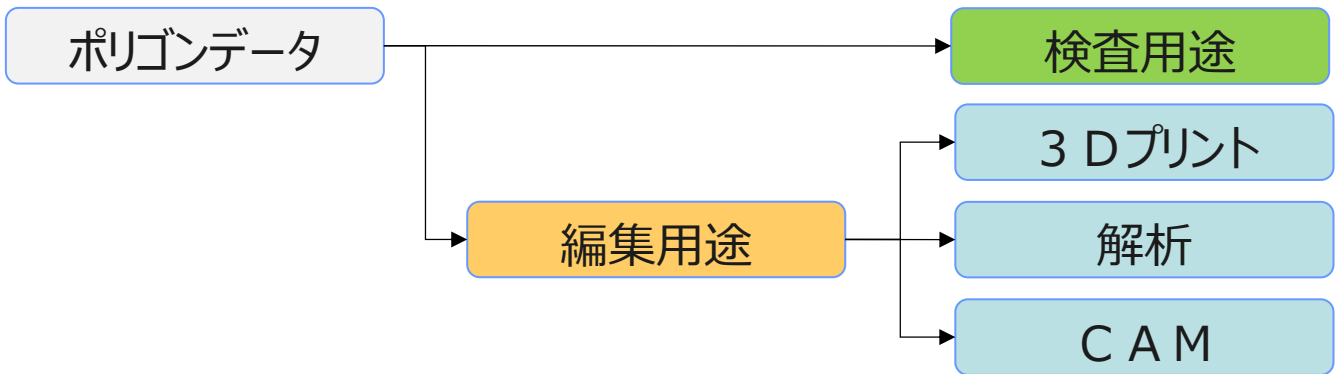 ポリゴンデータ
検査用途
３Ｄプリント
編集用途
解析
ＣＡＭ